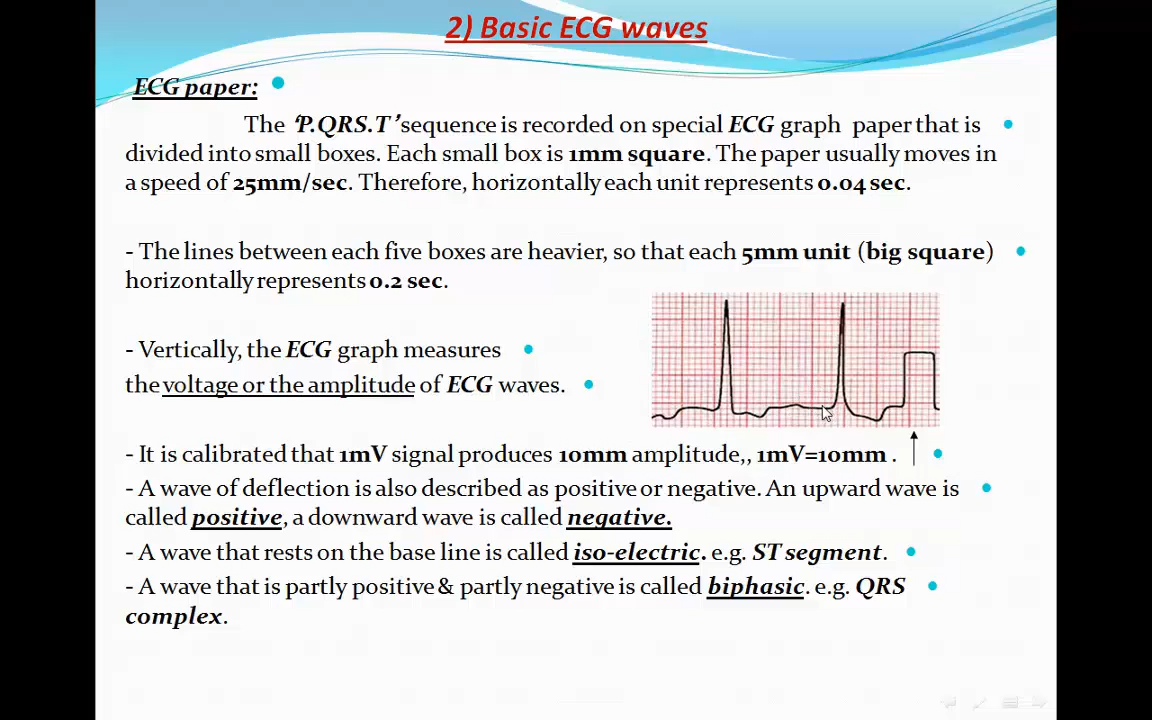 2) Basic ECG waves
ECG paper:
The ‘P.QRS.T’ sequence is recorded on special ECG graph paper that is
divided into small boxes. Each small box is 1mm square. The paper usually moves in
a speed of 25mm/sec. Therefore, horizontally each unit represents 0.04 sec.
- The lines between each five boxes are heavier, so that each 5mm unit (big square)
horizontally represents 0.2 sec.
- Vertically, the ECG graph measures
the voltage or the amplitude of ECG waves.
- It is calibrated that 1mV signal produces 10mm amplitude,, 1mV=10mm .
- A wave of deflection is also described as positive or negative. An upward wave is
called positive, a downward wave is called negative.
- A wave that rests on the base line is called iso-electric. e.g. ST segment.
- A wave that is partly positive & partly negative is called biphasic. e.g. QRS
complex.